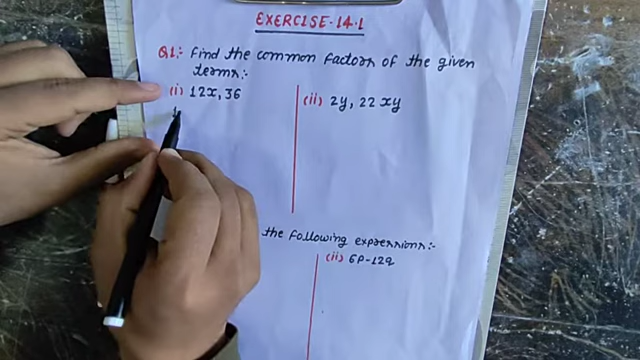 EXERCISE-14.1
Q1:- Find the common factors of the given
terms:-
(i) 12x, 36
(ii) 2y, 22xy
the following expressions:-
(ii) 6P-12q